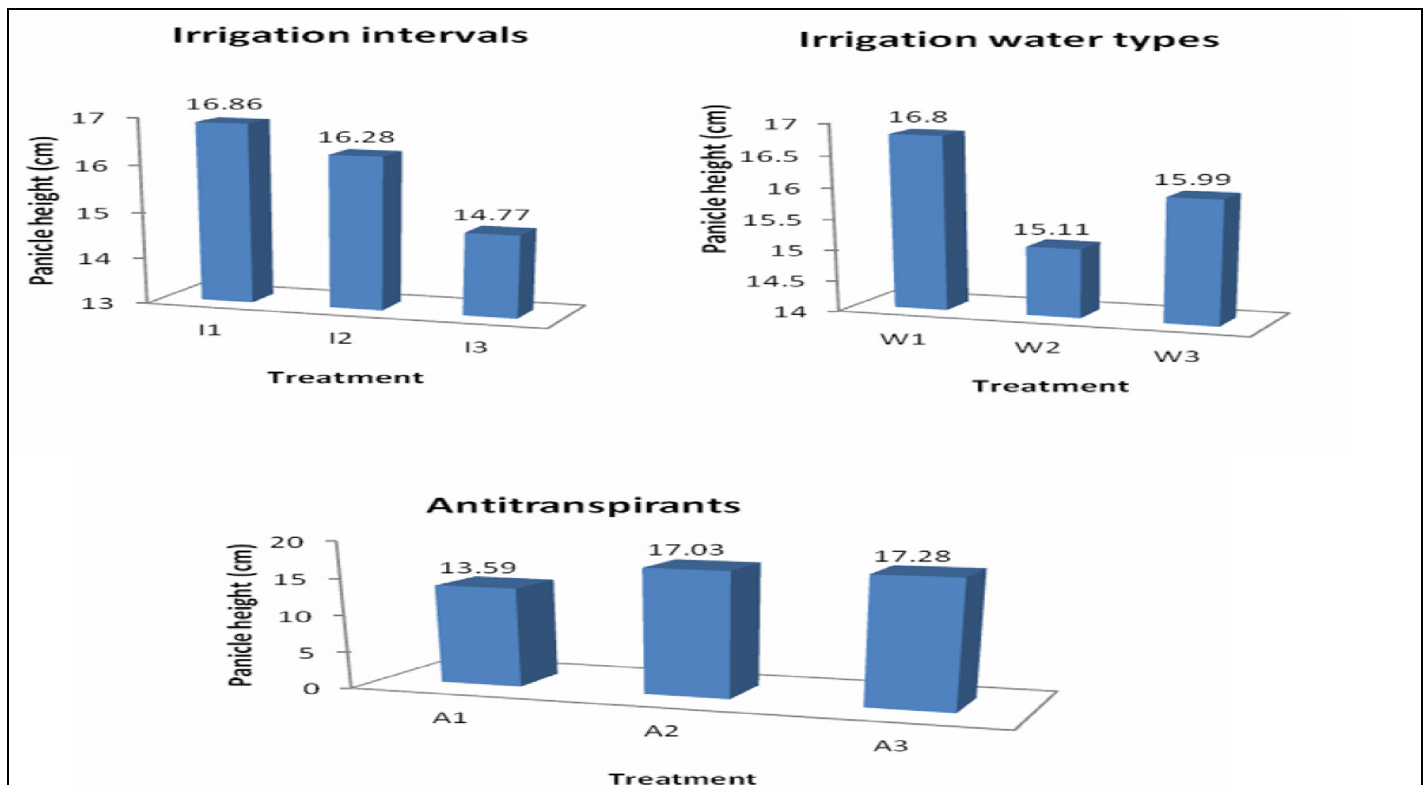 Irrigation intervals
Panicle height (cm)
17
16
15
14
13
16.86
16.28
14.77
I1
I2
I3
Treatment
Irrigation water types
Panicle height (cm)
17
16.5
16
15.5
15
14.5
14
16.8
15.11
15.99
W1
W2
W3
Treatment
Antitranspirants
Panicle height (cm)
20
15
10
5
0
13.59
17.03
17.28
A1
A2
A3
Treatment